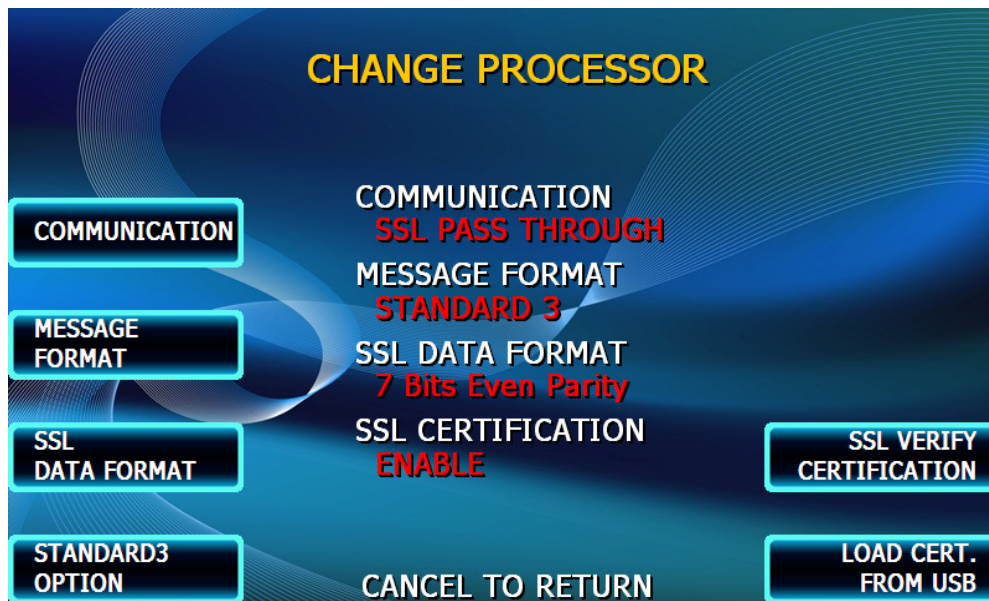 CHANGE PROCESSOR
COMMUNICATION
COMMUNICATION
SSL PASS THROUGH
MESSAGE FORMAT
STANDARD 3
MESSAGE
FORMAT
SSL DATA FORMAT
7 Bits Even Parity
SSL
DATA FORMAT
SSL CERTIFICATION
ENABLE
SSL VERIFY
CERTIFICATION
STANDARD3
OPTION
CANCEL TO RETURN
LOAD CERT.
FROM USB